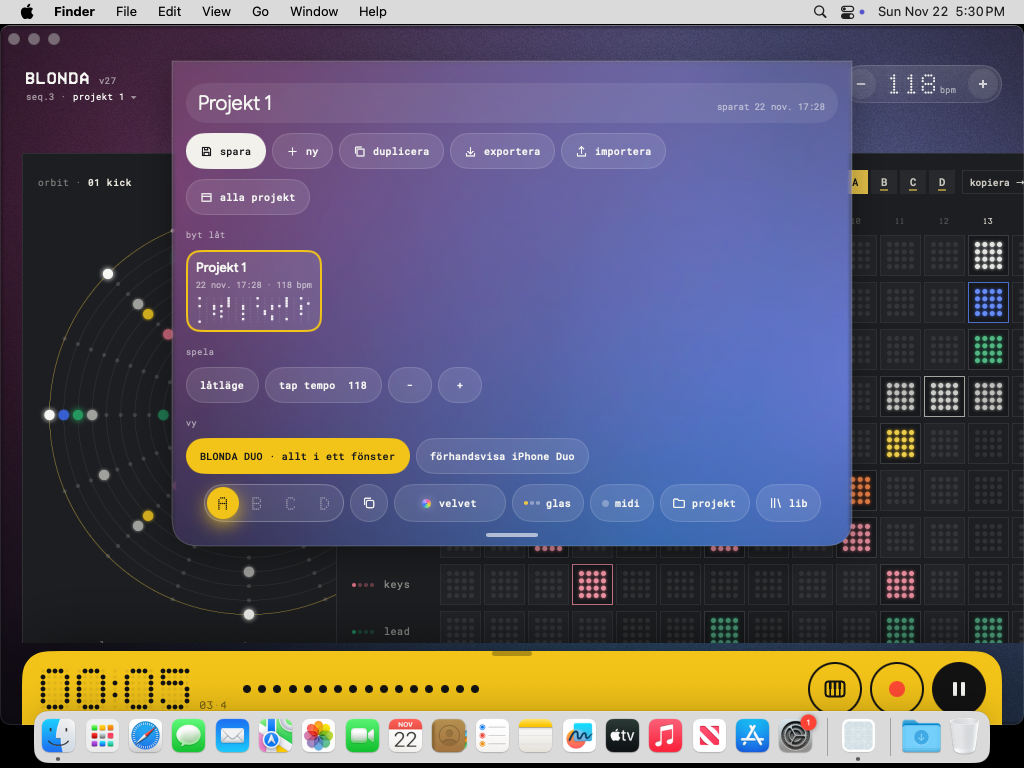 Finder File Edit View Go Window Help Sun Nov 22 5:30 PM
BLONDA v27
seq.3 · projekt 1
118 bpm
Projekt 1
sparat 22 nov. 17:28
spara
ny
duplicera
exportera
importera
alla projekt
byt låt
Projekt 1
22 nov. 17:28 · 118 bpm
spela
låtläge
tap tempo 118
-
+
vy
BLONDA DUO · allt i ett fönster
förhandsvisa iPhone Duo
A B C D
velvet
glas
midi
projekt
lib
orbit · 01 kick
A B C D
kopiera →
10 11 12 13
keys
lead
00:05
03 4
NOV
22
tv
1